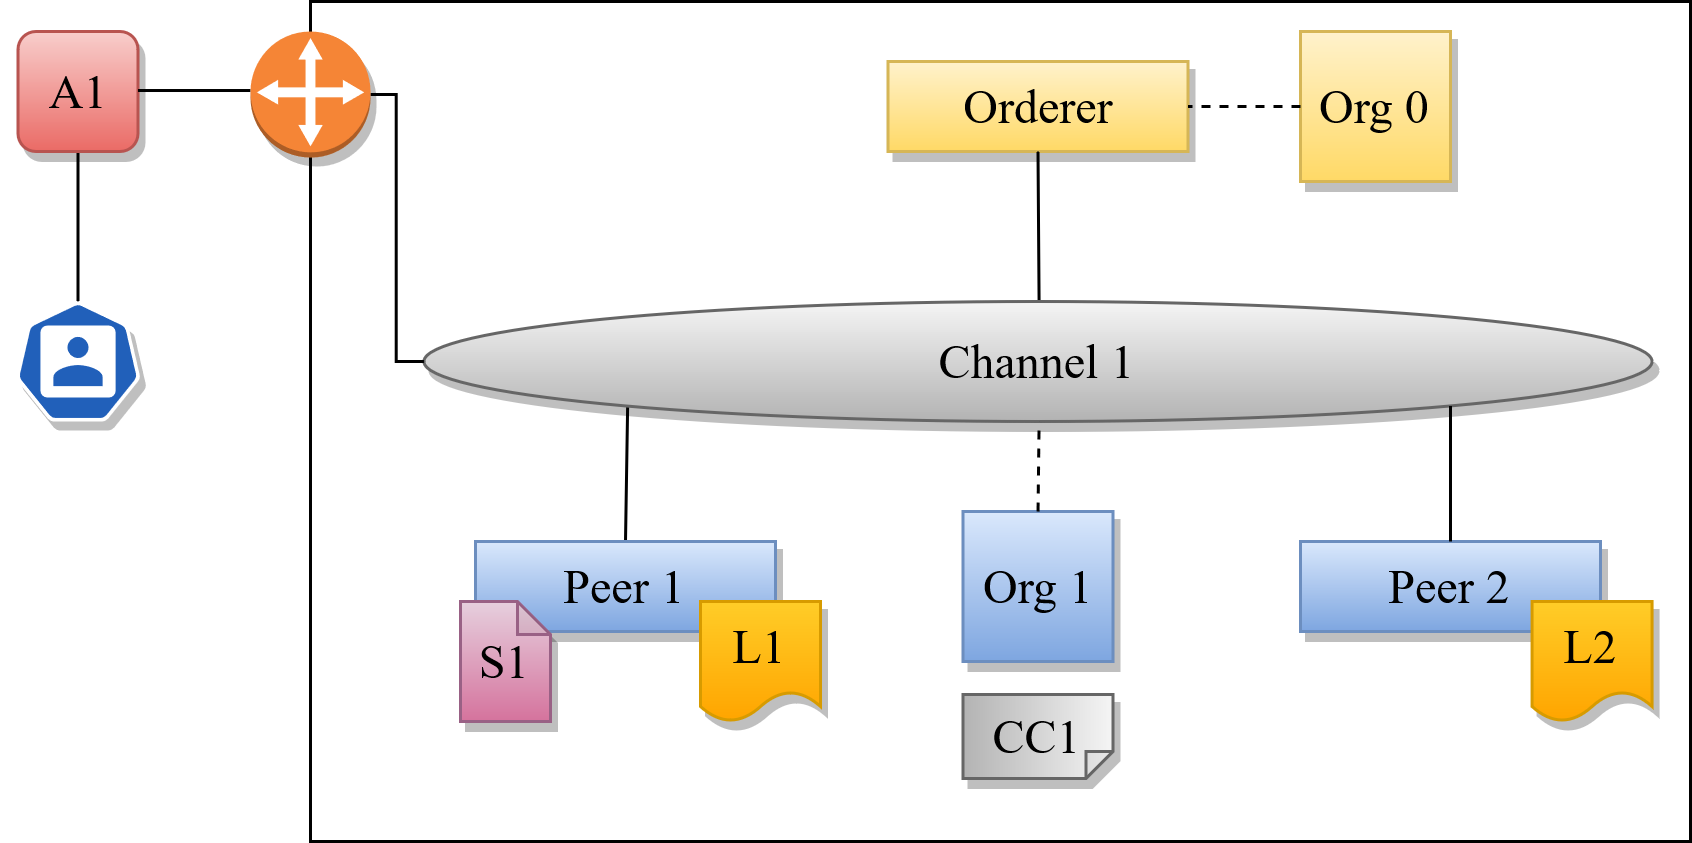 A1
Orderer
Org 0
Channel 1
Peer 1
Org 1
Peer 2
S1
L1
L2
CC1